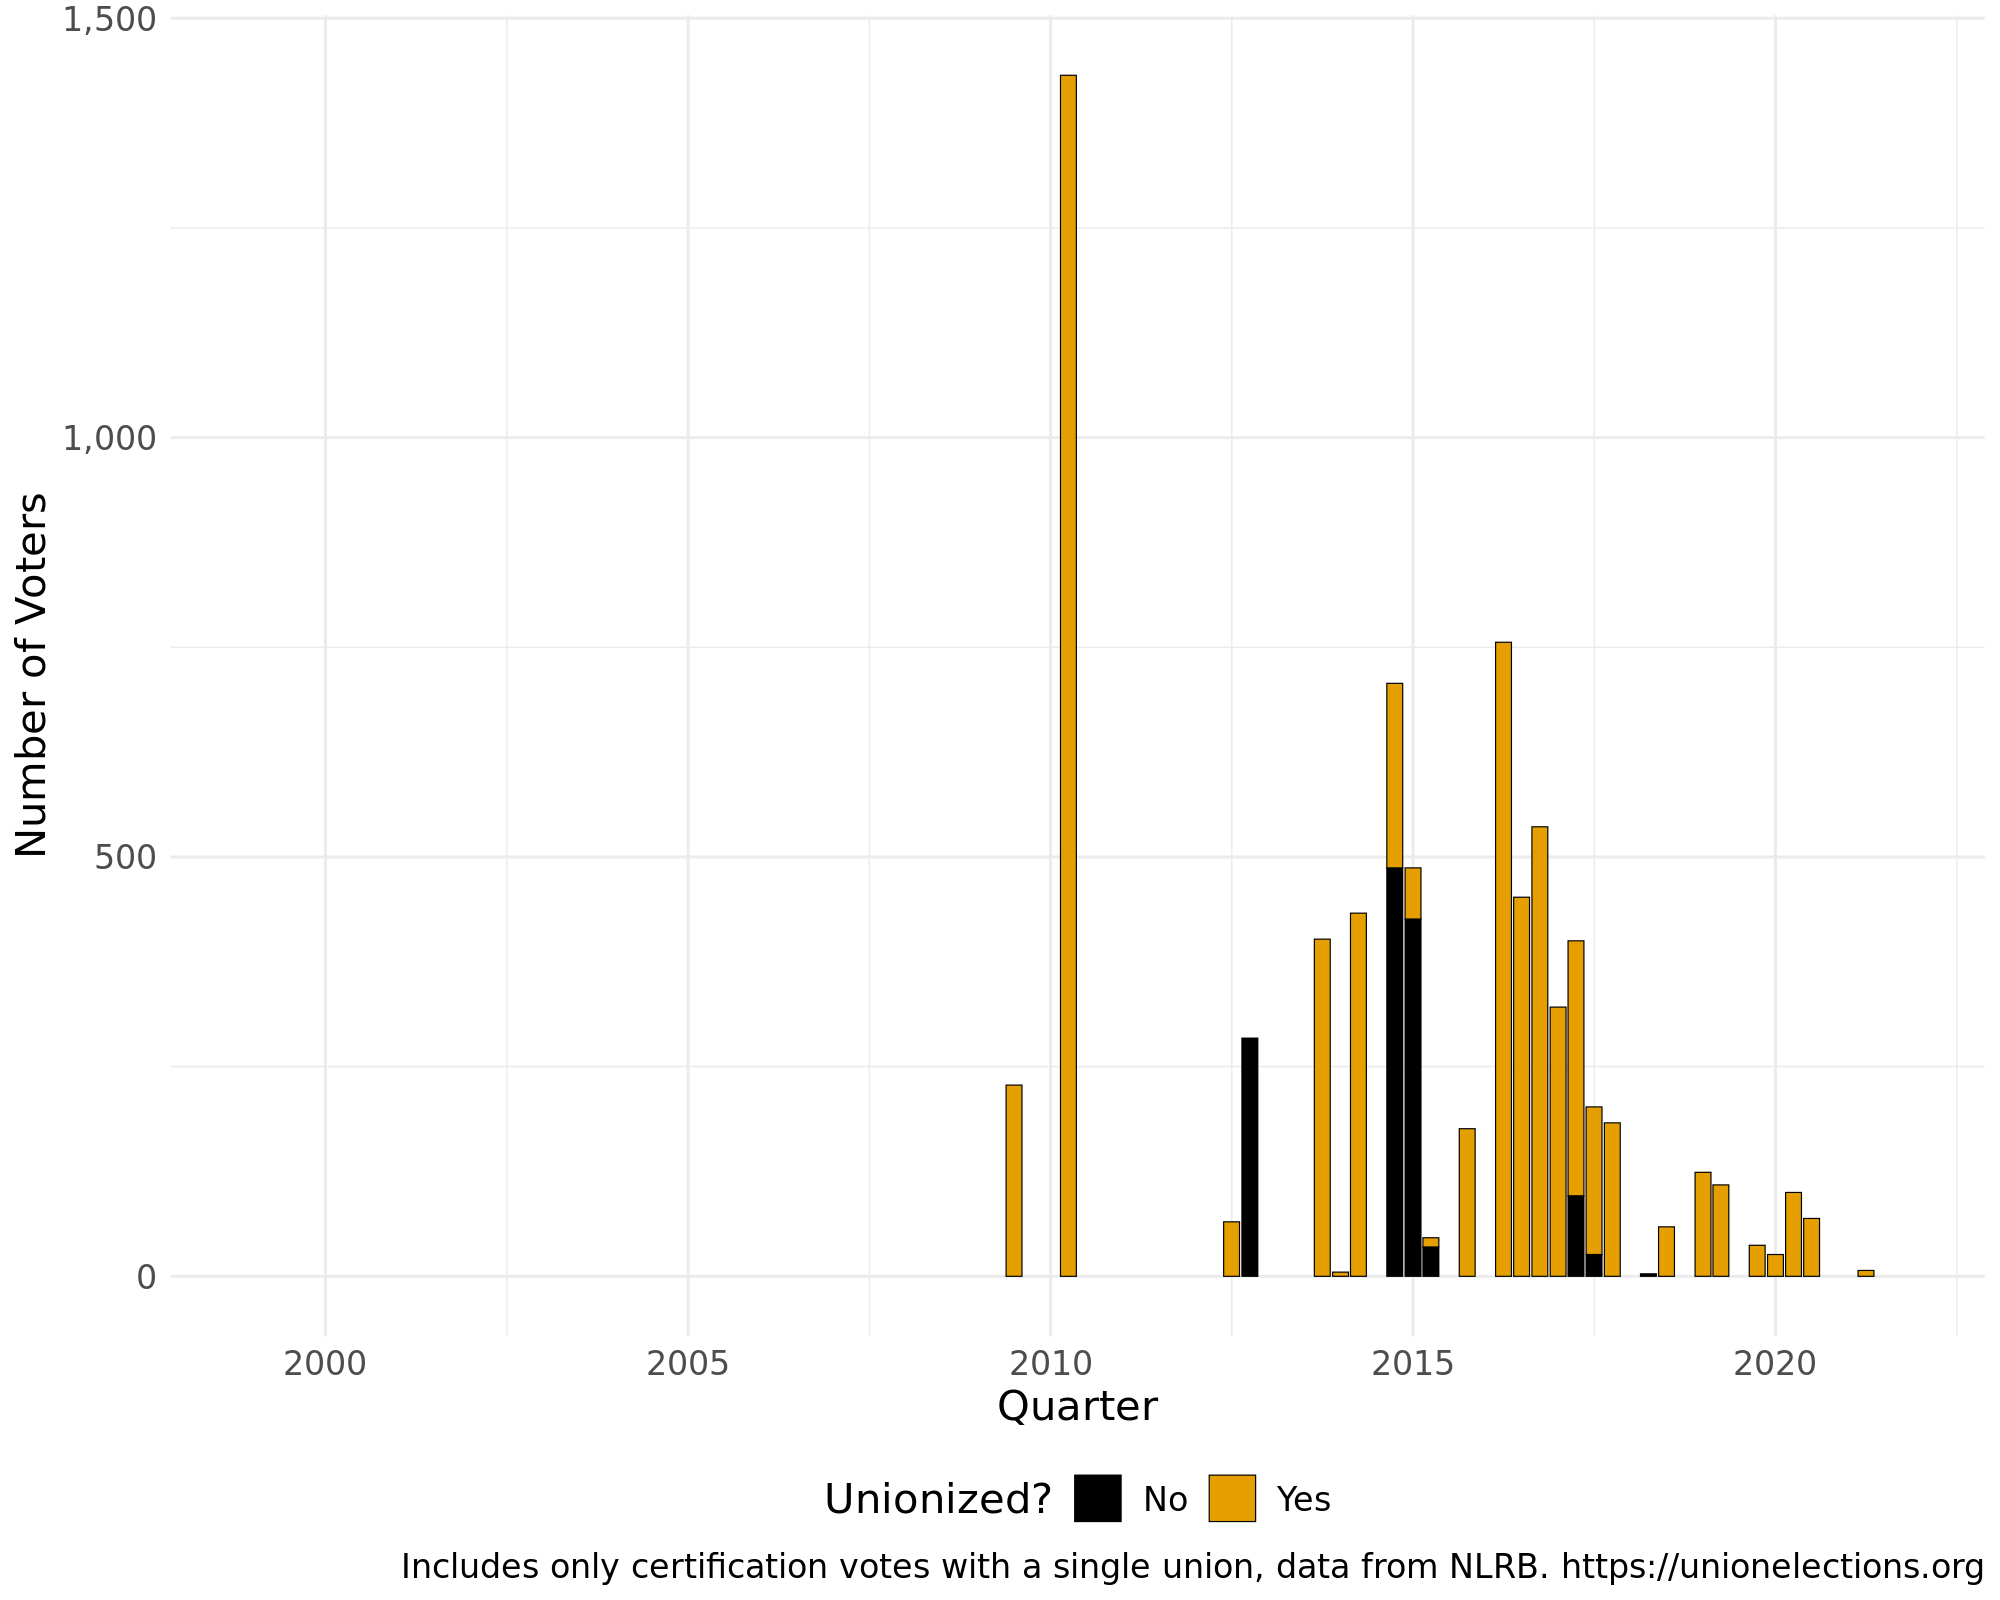 1,500
1,000
500
0
Number of Voters
2000 2005 2010 2015 2020
Quarter
Unionized? No Yes
Includes only certification votes with a single union, data from NLRB. https://unionelections.org